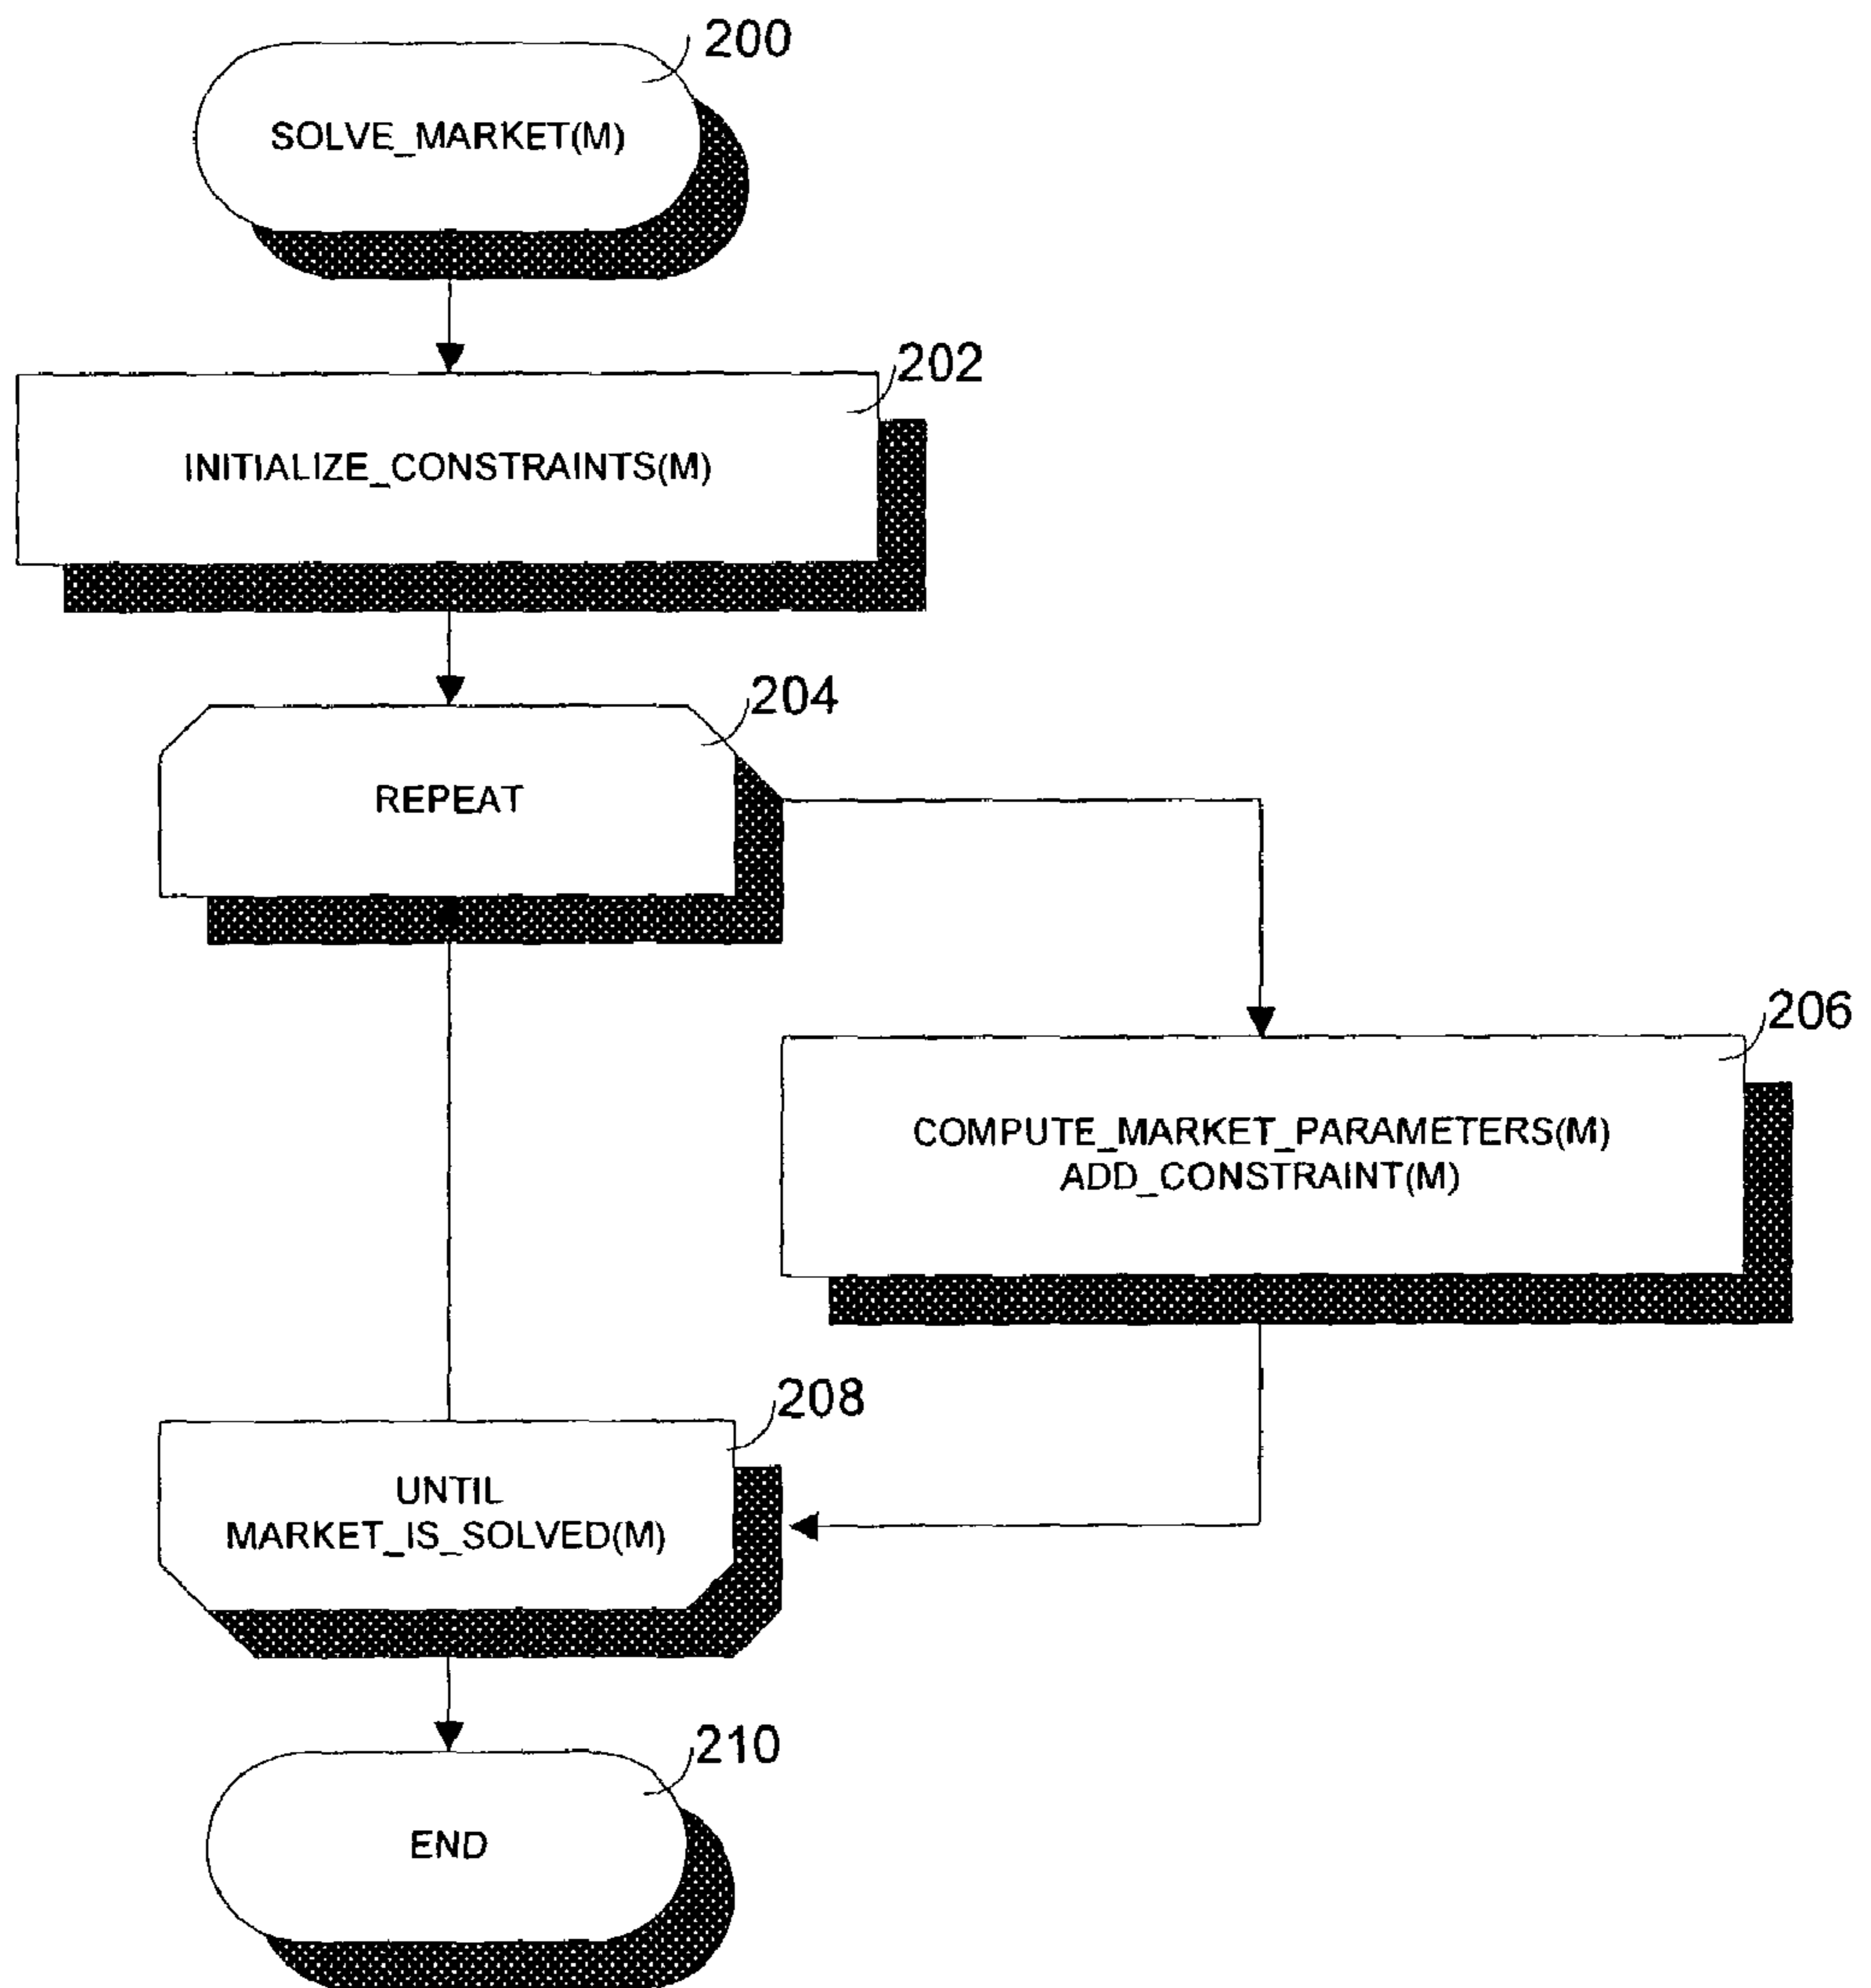 200
SOLVE_MARKET(M)
202
INITIALIZE_CONSTRAINTS(M)
204
REPEAT
206
COMPUTE_MARKET_PARAMETERS(M)
ADD_CONSTRAINT(M)
208
UNTIL
MARKET_IS_SOLVED(M)
210
END